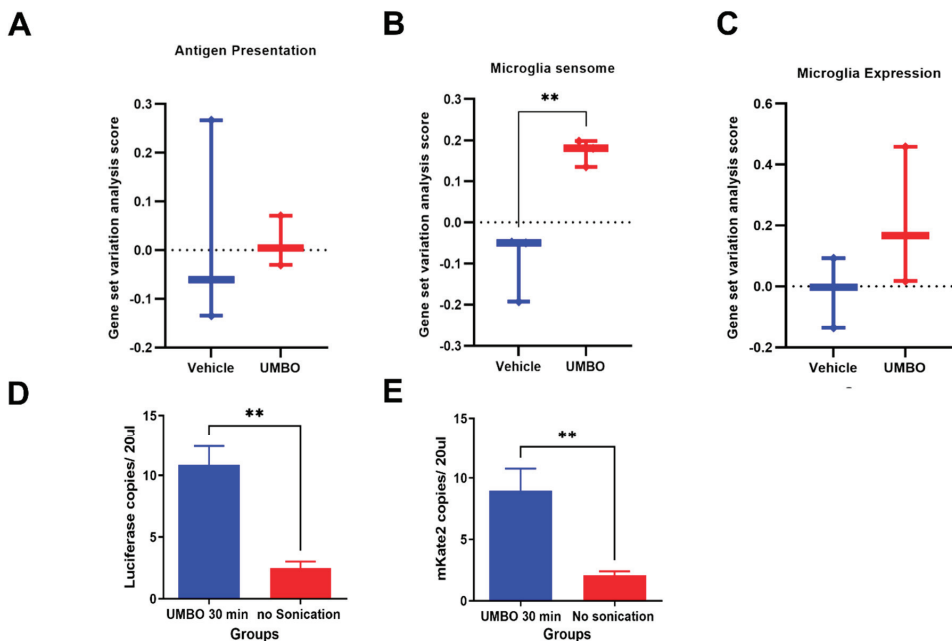 A
Antigen Presentation
Gene set variation analysis score
0.3
0.2
0.1
0.0
-0.1
-0.2
Vehicle UMBO
B
Microglia sensome
**
Gene set variation analysis score
0.3
0.2
0.1
0.0
-0.1
-0.2
-0.3
Vehicle UMBO
C
Microglia Expression
Gene set variation analysis score
0.6
0.4
0.2
0.0
-0.2
Vehicle UMBO
D
**
Luciferase copies/ 20ul
15
10
5
0
UMBO 30 min no Sonication
Groups
E
**
mKate2 copies/ 20ul
15
10
5
0
UMBO 30 min No sonication
Groups